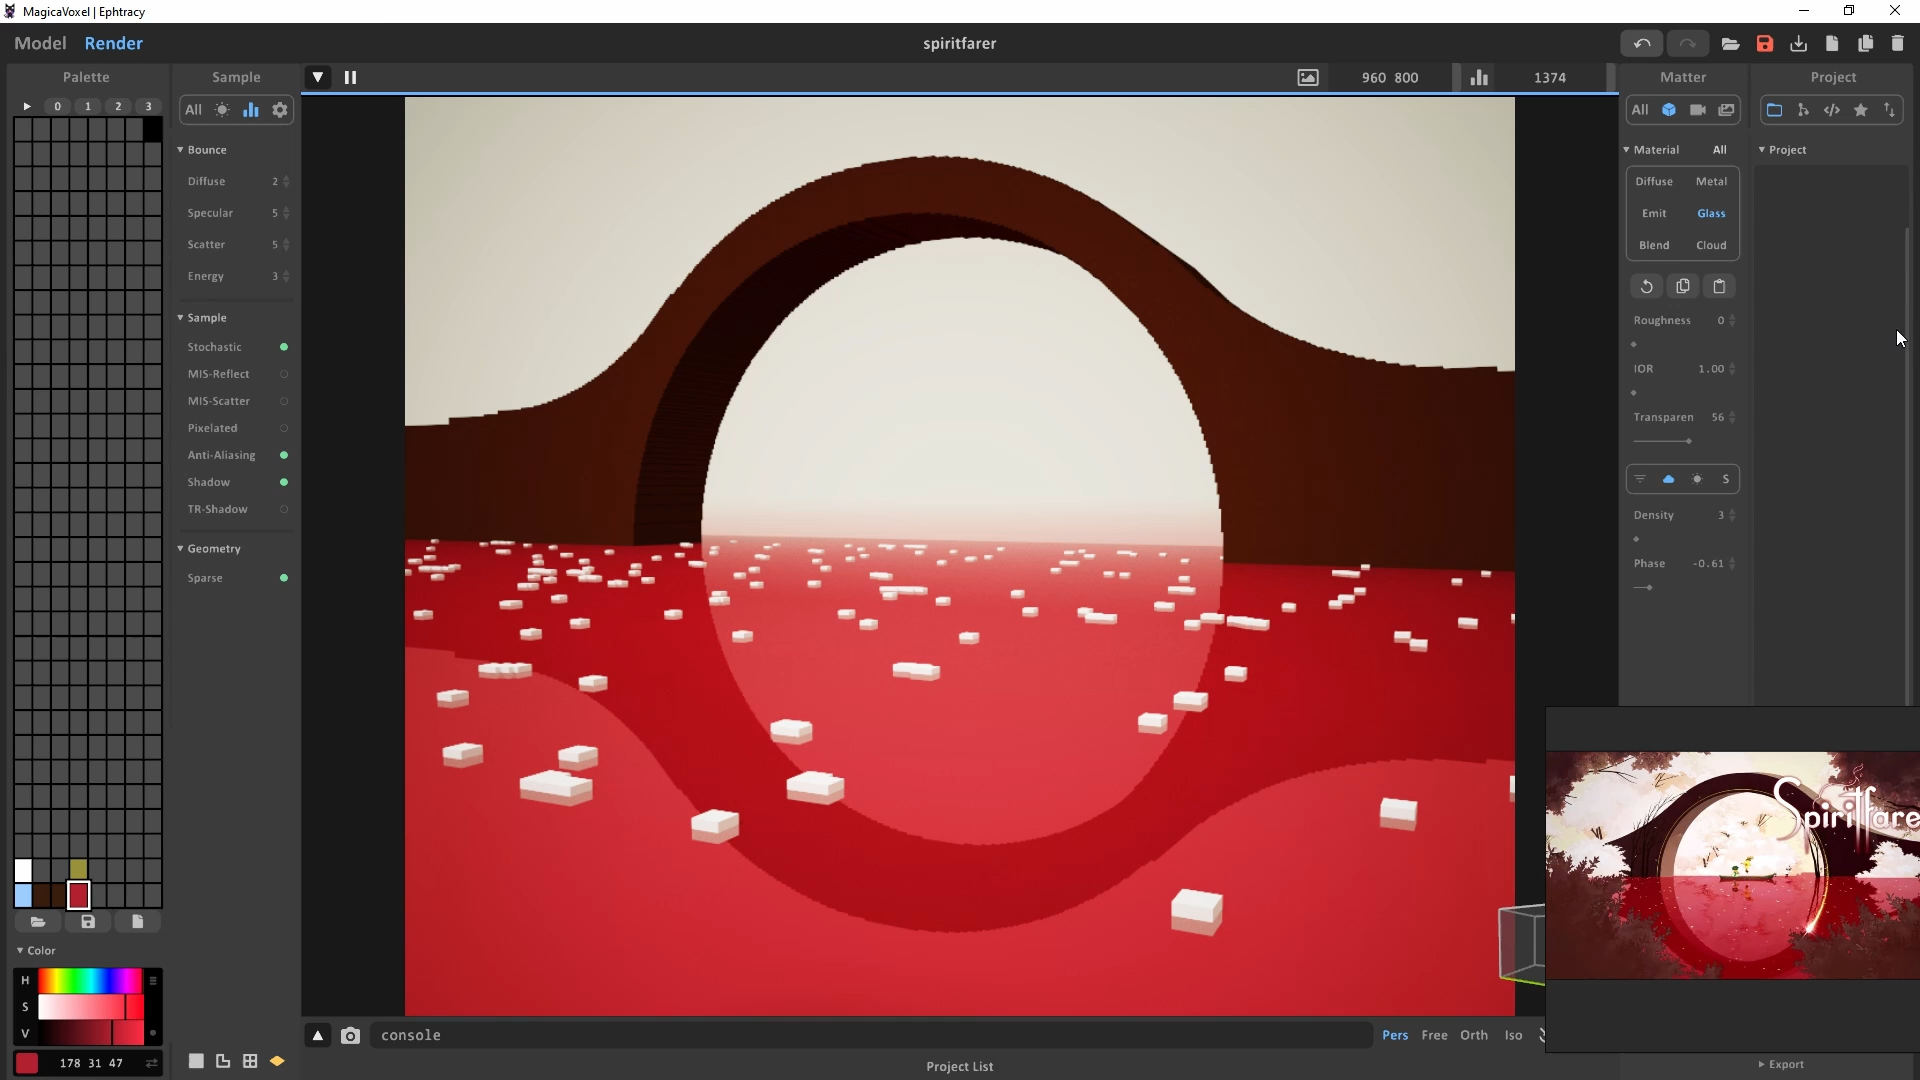 MagicaVoxel | Ephtracy
Model Render
spiritfarer
Palette
Sample
960 800
1374
Matter
Project
0 1 2 3
All
All
Bounce
Diffuse 2
Specular 5
Scatter 5
Energy 3
Sample
Stochastic
MIS-Reflect
MIS-Scatter
Pixelated
Anti-Aliasing
Shadow
TR-Shadow
Geometry
Sparse
Material All
Diffuse Metal
Emit Glass
Blend Cloud
Roughness 0
IOR 1.00
Transparen 56
S
Density 3
Phase -0.61
Project
Spiritfare
Color
H
S
V
178 31 47
console
Pers Free Orth Iso
Project List
Export